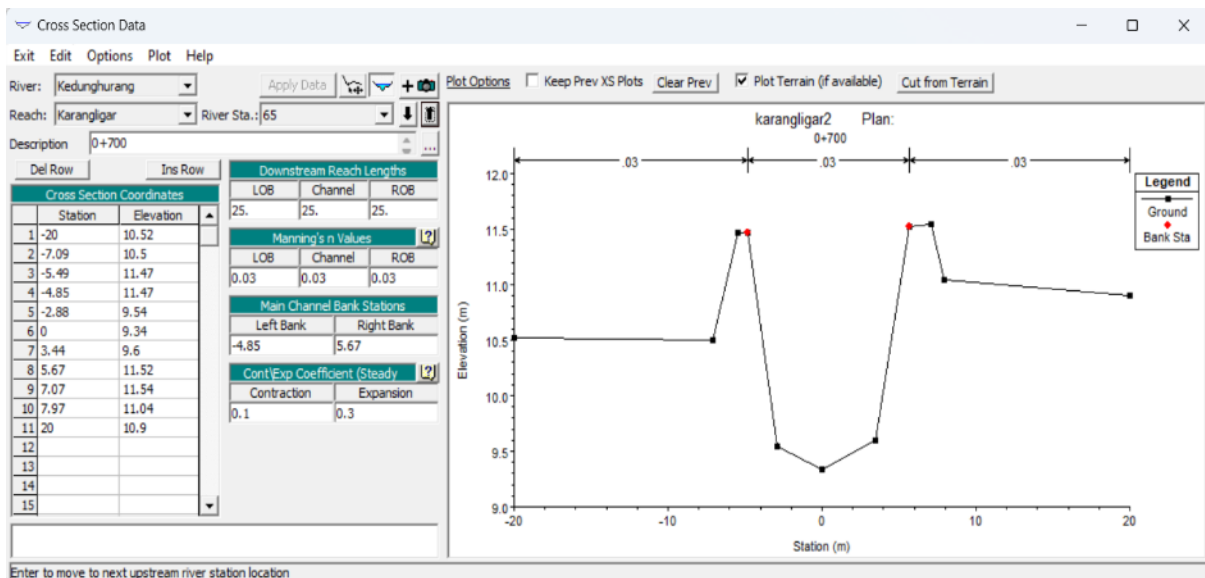 Cross Section Data
Exit Edit Options Plot Help
River: Kedunghurang Apply Data
Reach: Karangligar River Sta.: 65
Description 0+700 ...
Del Row Ins Row
Cross Section Coordinates
Station Elevation
1 -20 10.52
2 -7.09 10.5
3 -5.49 11.47
4 -4.85 11.47
5 -2.88 9.54
6 0 9.34
7 3.44 9.6
8 5.67 11.52
9 7.07 11.54
10 7.97 11.04
11 20 10.9
12
13
14
15
Downstream Reach Lengths
LOB Channel ROB
25. 25. 25.
Manning's n Values
LOB Channel ROB
0.03 0.03 0.03
Main Channel Bank Stations
Left Bank Right Bank
-4.85 5.67
Cont\Exp Coefficient (Steady
Contraction Expansion
0.1 0.3
Plot Options Keep Prev XS Plots Clear Prev Plot Terrain (if available) Cut from Terrain
karangligar2 Plan:
0+700
.03 .03 .03
12.0
11.5
11.0
10.5
10.0
9.5
9.0
Elevation (m)
-20 -10 0 10 20
Station (m)
Legend
Ground
Bank Sta
Enter to move to next upstream river station location